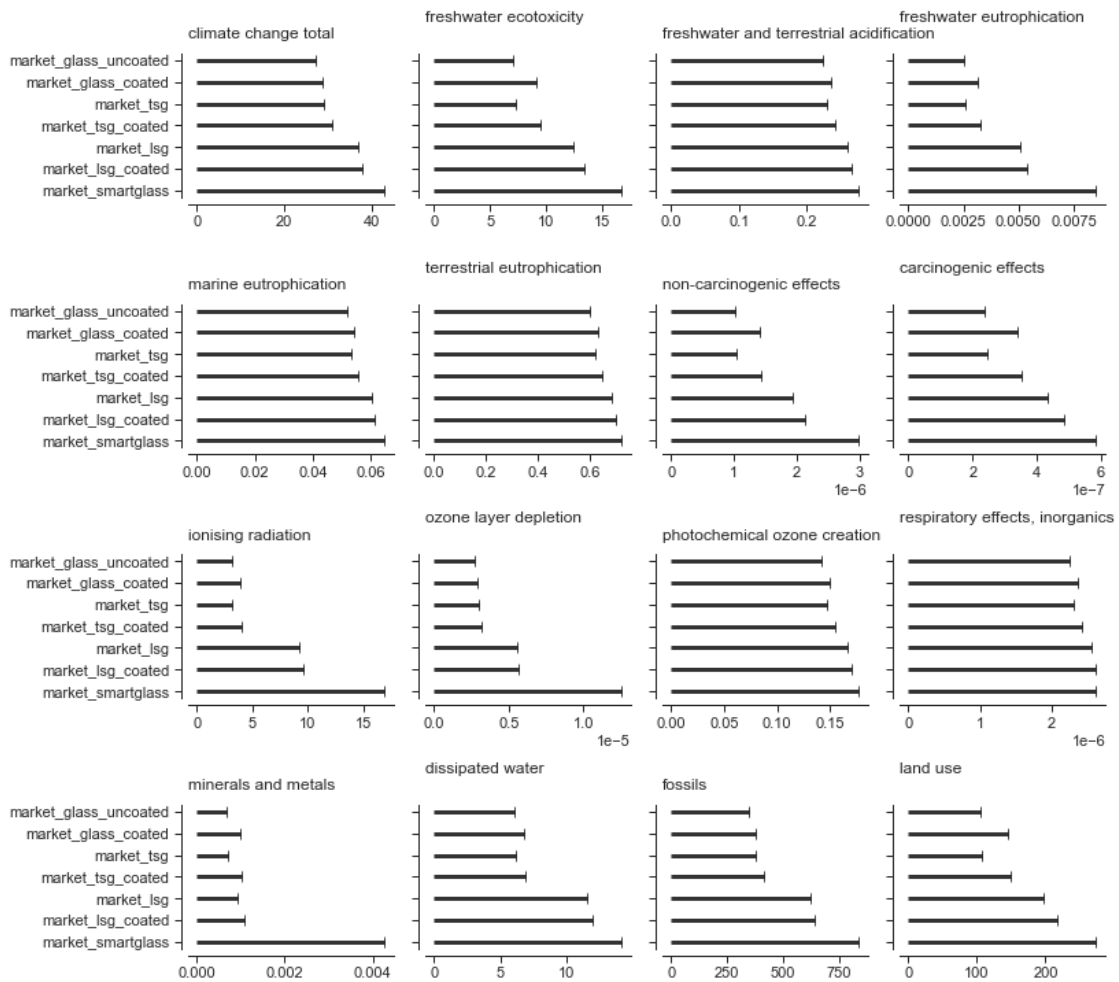 freshwater ecotoxicity
freshwater eutrophication
climate change total
freshwater and terrestrial acidification
market_glass_uncoated
market_glass_coated
market_tsg
market_tsg_coated
market_lsg
market_lsg_coated
market_smartglass
0 20 40
0 5 10 15
0.0 0.1 0.2
0.0000 0.0025 0.0050 0.0075
terrestrial eutrophication
carcinogenic effects
marine eutrophication
non-carcinogenic effects
market_glass_uncoated
market_glass_coated
market_tsg
market_tsg_coated
market_lsg
market_lsg_coated
market_smartglass
0.00 0.02 0.04 0.06
0.0 0.2 0.4 0.6
0 1 2 3
1e−6
0 2 4 6
1e−7
ozone layer depletion
respiratory effects, inorganics
ionising radiation
photochemical ozone creation
market_glass_uncoated
market_glass_coated
market_tsg
market_tsg_coated
market_lsg
market_lsg_coated
market_smartglass
0 5 10 15
0.0 0.5 1.0
1e−5
0.00 0.05 0.10 0.15
0 1 2
1e−6
dissipated water
land use
minerals and metals
fossils
market_glass_uncoated
market_glass_coated
market_tsg
market_tsg_coated
market_lsg
market_lsg_coated
market_smartglass
0.000 0.002 0.004
0 5 10
0 250 500 750
0 100 200